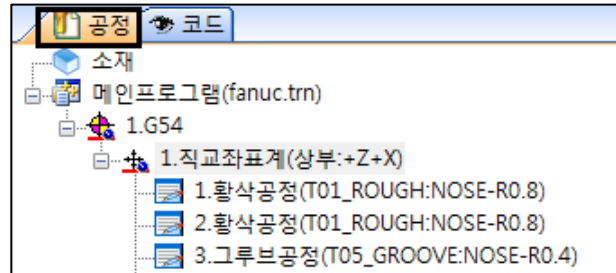 공정 코드
소재
메인프로그램(fanuc.trn)
1.G54
1.직교좌표계(상부:+Z+X)
1.황삭공정(T01_ROUGH:NOSE-R0.8)
2.황삭공정(T01_ROUGH:NOSE-R0.8)
3.그루브공정(T05_GROOVE:NOSE-R0.4)